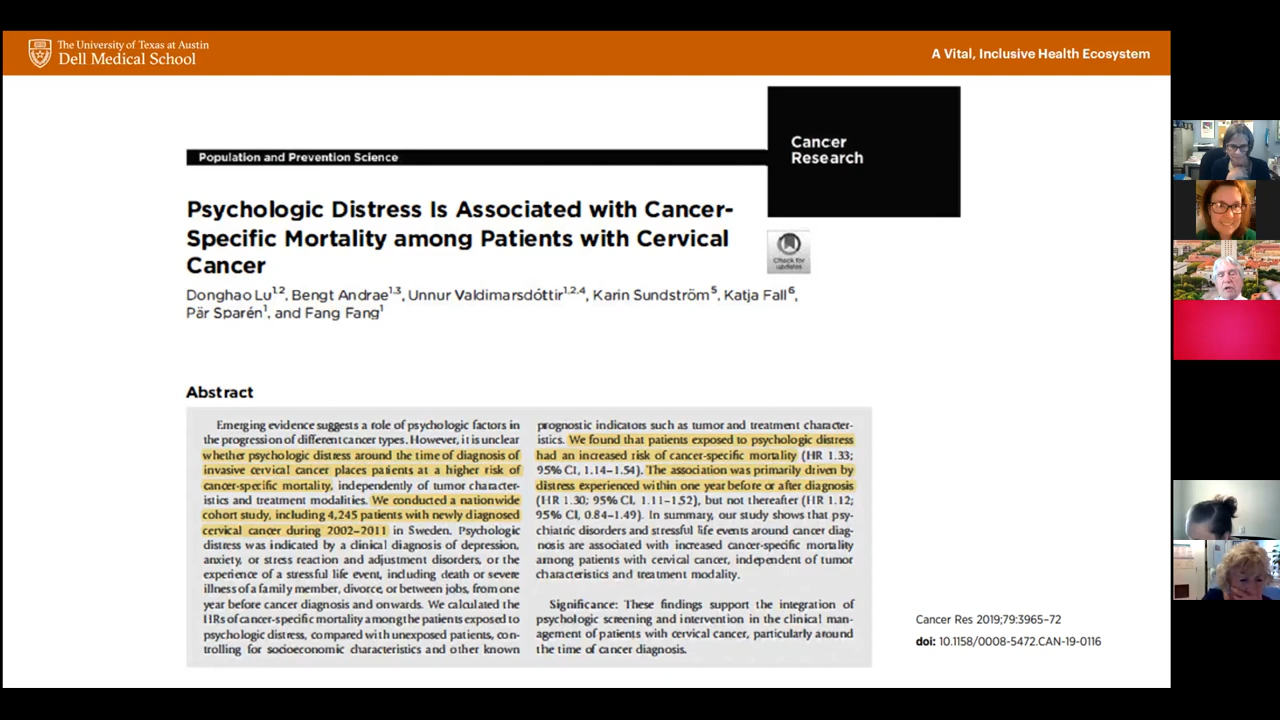 The University of Texas at Austin
Dell Medical School
A Vital, Inclusive Health Ecosystem
Population and Prevention Science
Cancer
Research
Psychologic Distress Is Associated with Cancer-
Specific Mortality among Patients with Cervical
Cancer
Check for
updates
Donghao Lu1,2, Bengt Andrae1,3, Unnur Valdimarsdóttir1,2,4, Karin Sundström5, Katja Fall6,
Pär Sparén1, and Fang Fang1
Abstract
Emerging evidence suggests a role of psychologic factors in
the progression of different cancer types. However, it is unclear
whether psychologic distress around the time of diagnosis of
invasive cervical cancer places patients at a higher risk of
cancer-specific mortality, independently of tumor character-
istics and treatment modalities. We conducted a nationwide
cohort study, including 4,245 patients with newly diagnosed
cervical cancer during 2002–2011 in Sweden. Psychologic
distress was indicated by a clinical diagnosis of depression,
anxiety, or stress reaction and adjustment disorders, or the
experience of a stressful life event, including death or severe
illness of a family member, divorce, or between jobs, from one
year before cancer diagnosis and onwards. We calculated the
HRs of cancer-specific mortality among the patients exposed to
psychologic distress, compared with unexposed patients, con-
trolling for socioeconomic characteristics and other known
prognostic indicators such as tumor and treatment character-
istics. We found that patients exposed to psychologic distress
had an increased risk of cancer-specific mortality (HR 1.33;
95% CI, 1.14–1.54). The association was primarily driven by
distress experienced within one year before or after diagnosis
(HR 1.30; 95% CI, 1.11–1.52), but not thereafter (HR 1.12;
95% CI, 0.84–1.49). In summary, our study shows that psy-
chiatric disorders and stressful life events around cancer diag-
nosis are associated with increased cancer-specific mortality
among patients with cervical cancer, independent of tumor
characteristics and treatment modality.
Significance: These findings support the integration of
psychologic screening and intervention in the clinical man-
agement of patients with cervical cancer, particularly around
the time of cancer diagnosis.
Cancer Res 2019;79:3965–72
doi: 10.1158/0008-5472.CAN-19-0116